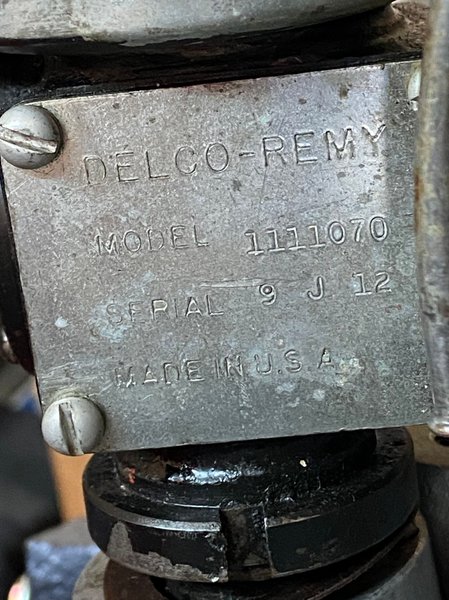 DELCO-REMY
MODEL 1111070
SERIAL 9 J 12
MADE IN U.S.A.